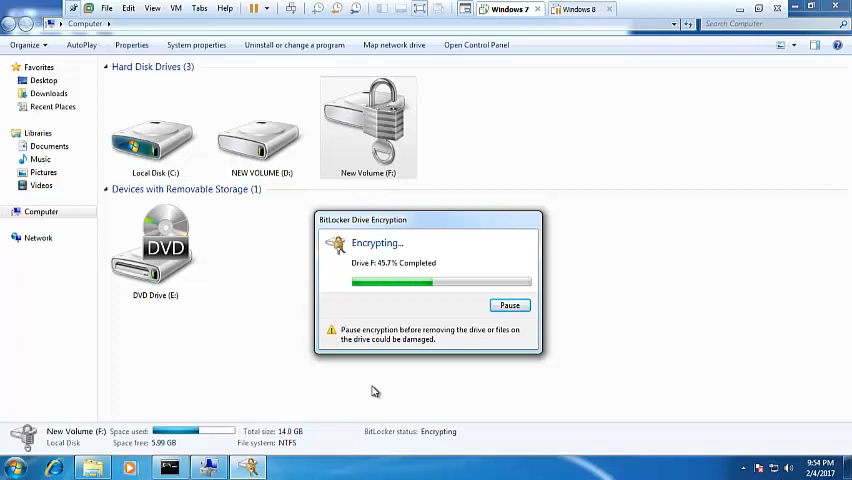 File Edit View VM Tabs Help
Windows 7
Windows 8
Computer
Search Computer
Organize AutoPlay Properties System properties Uninstall or change a program Map network drive Open Control Panel
Favorites
Desktop
Downloads
Recent Places
Libraries
Documents
Music
Pictures
Videos
Computer
Network
Hard Disk Drives (3)
Local Disk (C:)
NEW VOLUME (D:)
New Volume (F:)
Devices with Removable Storage (1)
DVD
DVD Drive (E:)
BitLocker Drive Encryption
Encrypting...
Drive F: 45.7% Completed
Pause
Pause encryption before removing the drive or files on
the drive could be damaged.
New Volume (F:) Space used: Total size: 14.0 GB BitLocker status: Encrypting
Local Disk Space free: 5.99 GB File system: NTFS
9:54 PM
2/4/2017